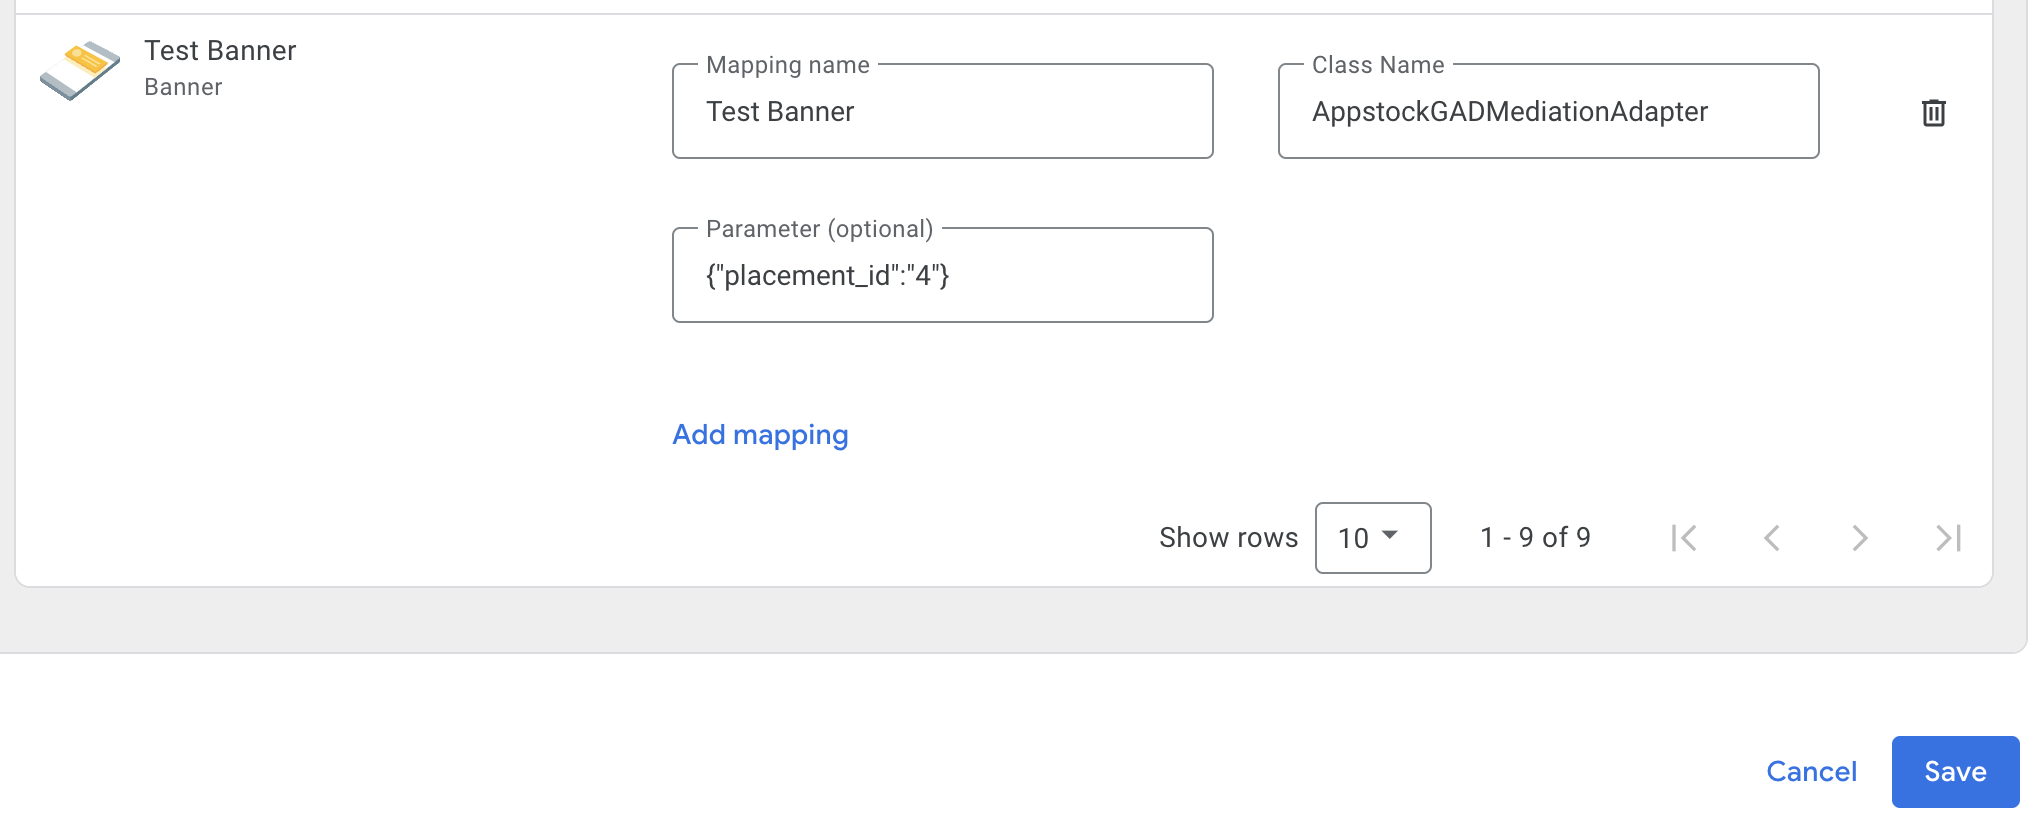 Test Banner
Banner
Mapping name
Test Banner
Class Name
AppstockGADMediationAdapter
Parameter (optional)
{"placement_id":"4"}
Add mapping
Show rows 10 1 - 9 of 9
Cancel Save